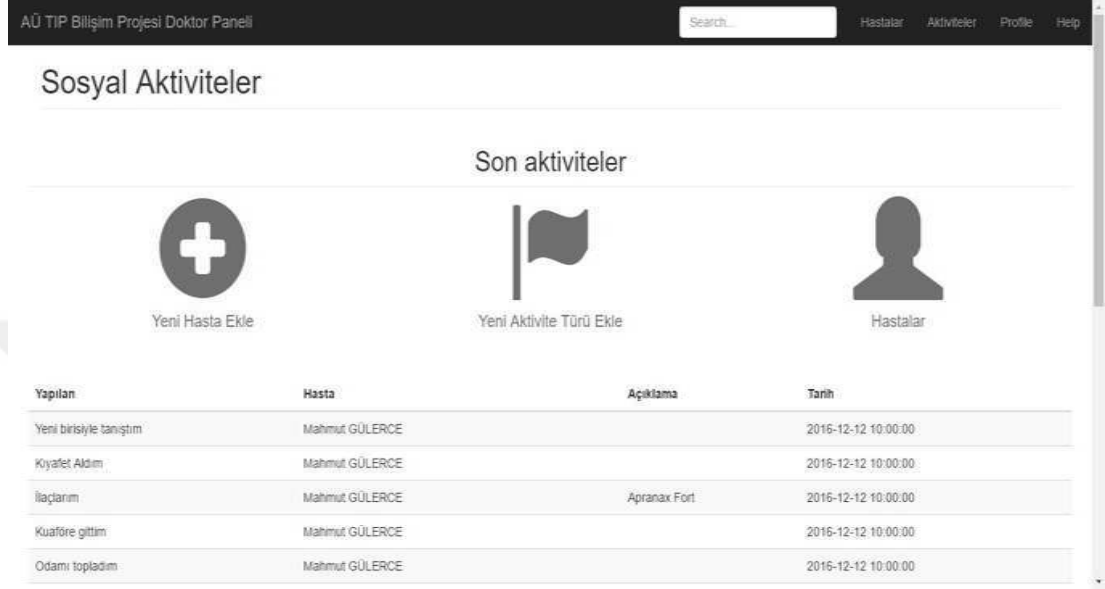 AÜ TIP Bilişim Projesi Doktor Paneli Search... Hastalar Aktiviteler Profile Help
Sosyal Aktiviteler
Son aktiviteler
Yeni Hasta Ekle Yeni Aktivite Türü Ekle Hastalar
Yapılan Hasta Açıklama Tarih
Yeni birisiyle tanıştım Mahmut GÜLERCE 2016-12-12 10:00:00
Kıyafet Aldım Mahmut GÜLERCE 2016-12-12 10:00:00
İlaçlarım Mahmut GÜLERCE Apranax Fort 2016-12-12 10:00:00
Kuaföre gittim Mahmut GÜLERCE 2016-12-12 10:00:00
Odamı topladım Mahmut GÜLERCE 2016-12-12 10:00:00